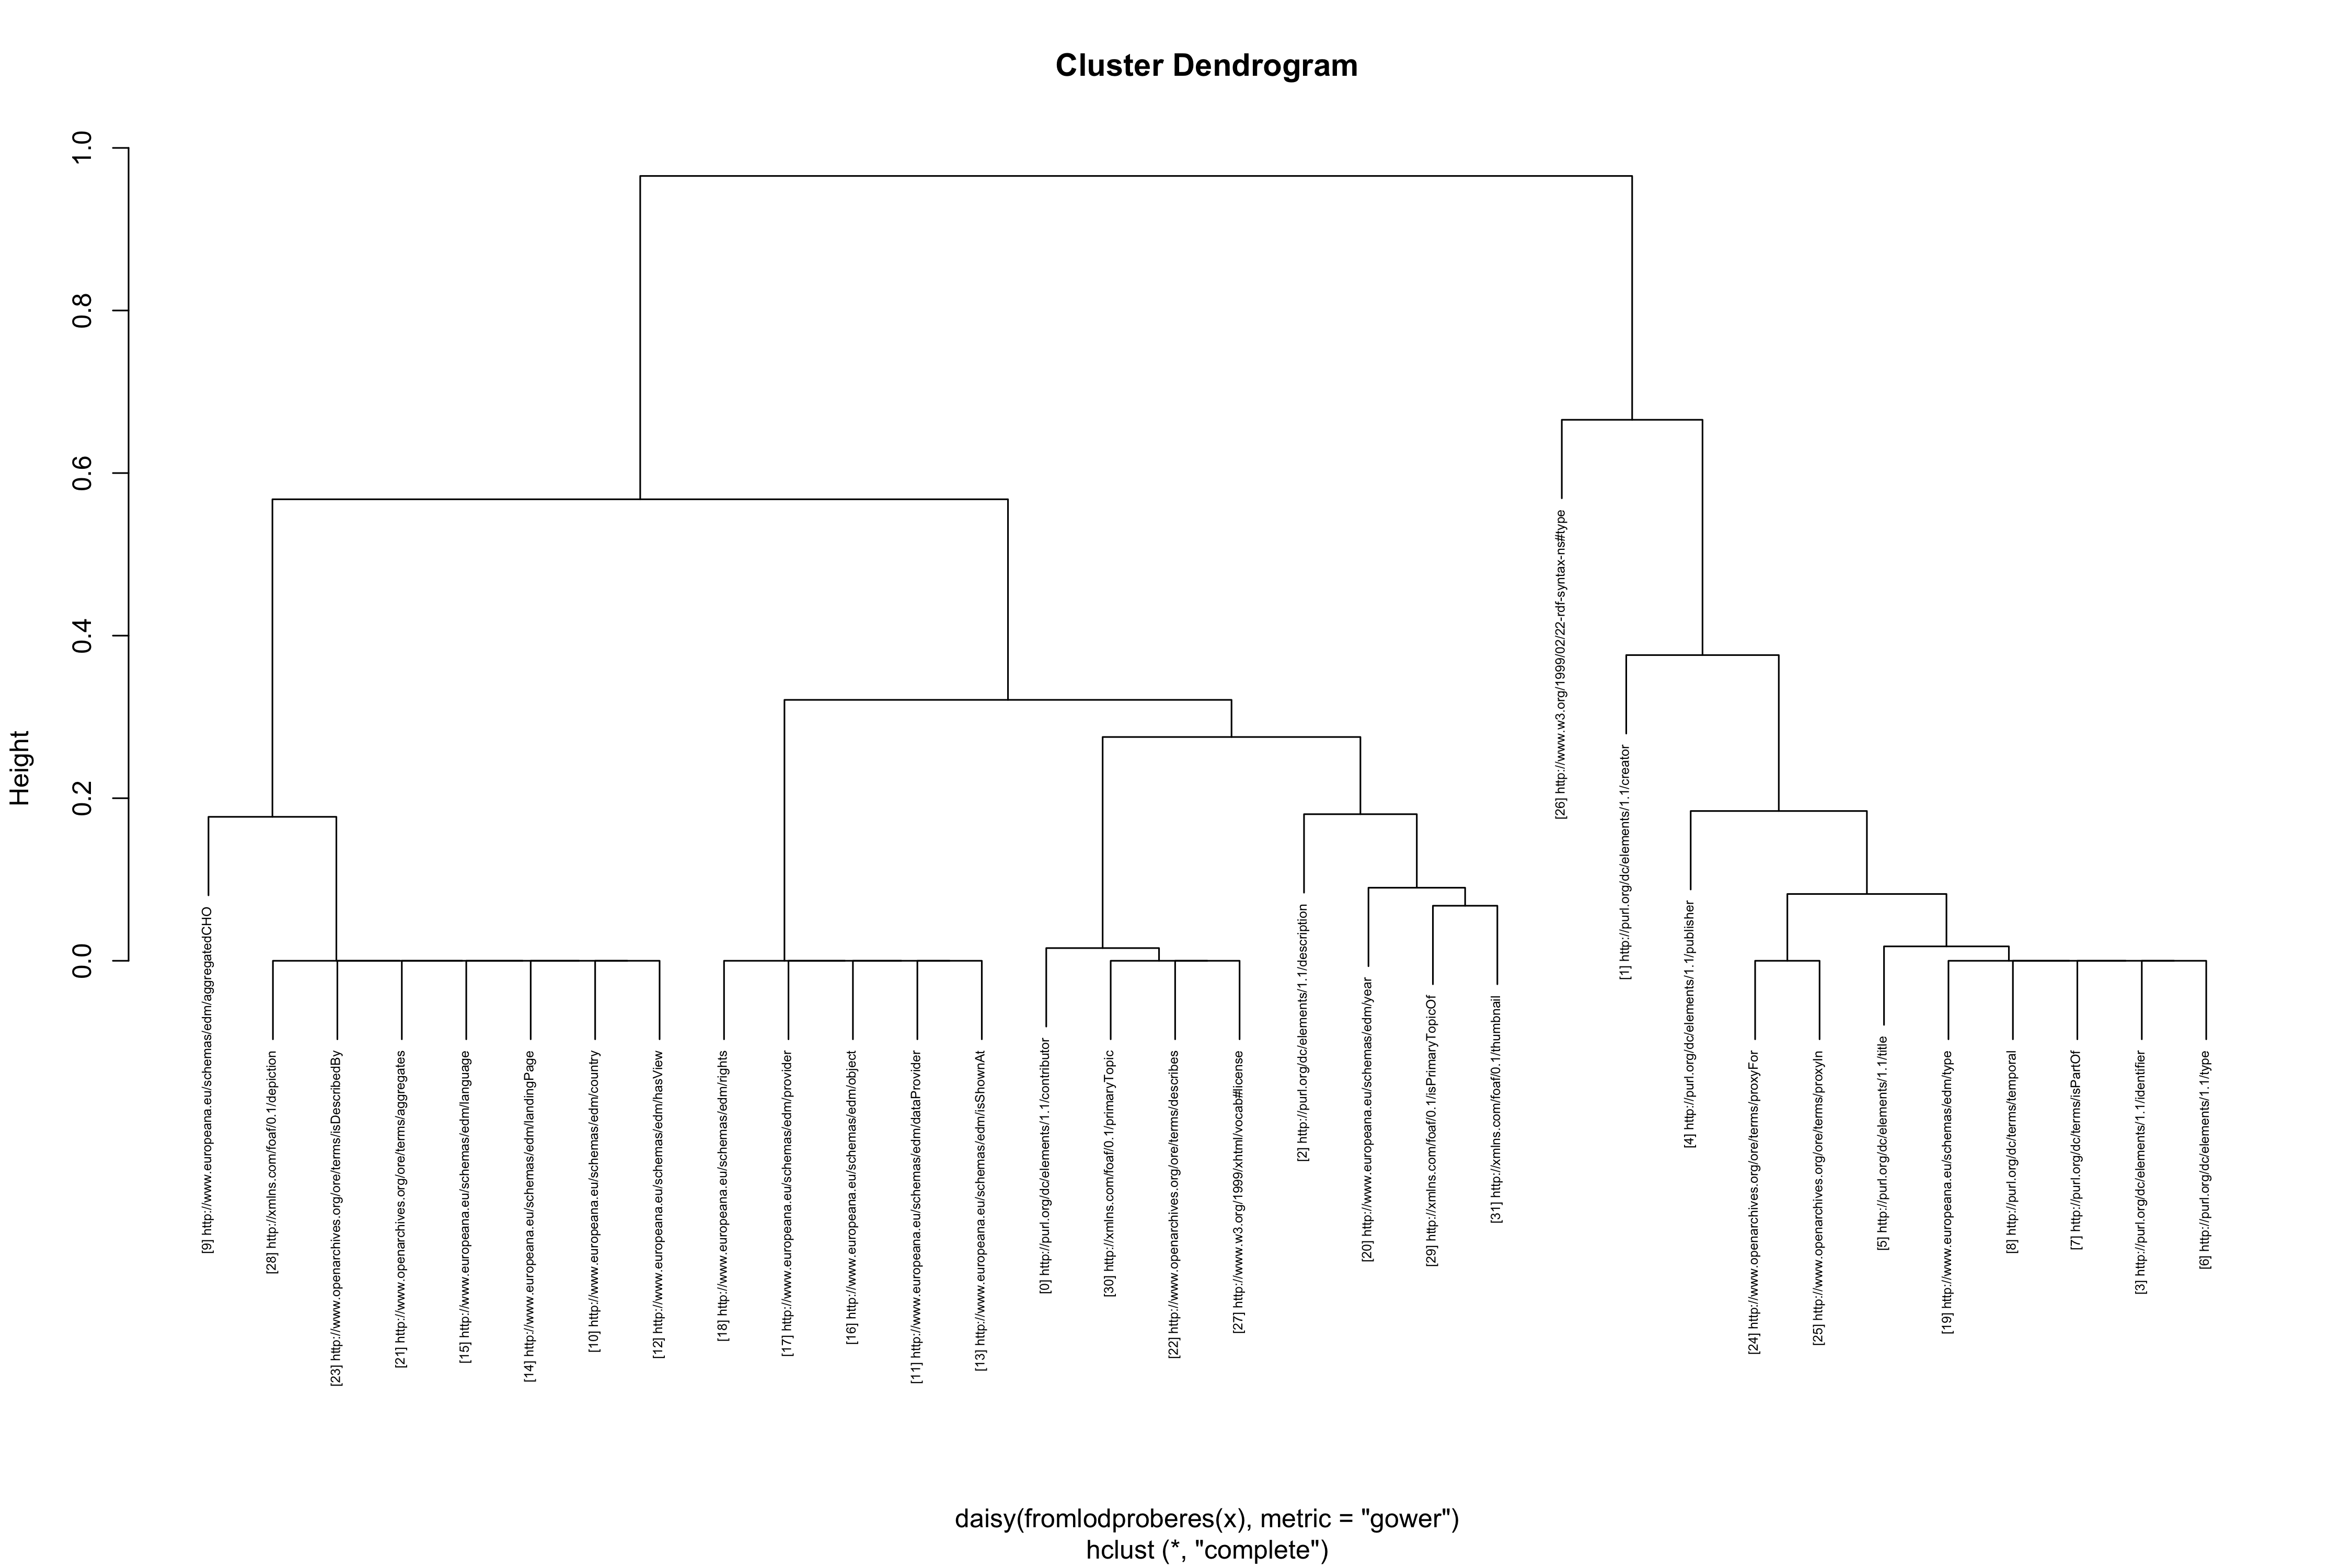 Cluster Dendrogram
Height
1.0
0.8
0.6
0.4
0.2
0.0
[9] http://www.europeana.eu/schemas/edm/aggregatedCHO
[28] http://xmlns.com/foaf/0.1/depiction
[23] http://www.openarchives.org/ore/terms/isDescribedBy
[21] http://www.openarchives.org/ore/terms/aggregates
[15] http://www.europeana.eu/schemas/edm/language
[14] http://www.europeana.eu/schemas/edm/landingPage
[10] http://www.europeana.eu/schemas/edm/country
[12] http://www.europeana.eu/schemas/edm/hasView
[18] http://www.europeana.eu/schemas/edm/rights
[17] http://www.europeana.eu/schemas/edm/provider
[16] http://www.europeana.eu/schemas/edm/object
[11] http://www.europeana.eu/schemas/edm/dataProvider
[13] http://www.europeana.eu/schemas/edm/isShownAt
[0] http://purl.org/dc/elements/1.1/contributor
[30] http://xmlns.com/foaf/0.1/primaryTopic
[22] http://www.openarchives.org/ore/terms/describes
[27] http://www.w3.org/1999/xhtml/vocab#license
[2] http://purl.org/dc/elements/1.1/description
[20] http://www.europeana.eu/schemas/edm/year
[29] http://xmlns.com/foaf/0.1/isPrimaryTopicOf
[31] http://xmlns.com/foaf/0.1/thumbnail
[26] http://www.w3.org/1999/02/22-rdf-syntax-ns#type
[1] http://purl.org/dc/elements/1.1/creator
[4] http://purl.org/dc/elements/1.1/publisher
[24] http://www.openarchives.org/ore/terms/proxyFor
[25] http://www.openarchives.org/ore/terms/proxyIn
[5] http://purl.org/dc/elements/1.1/title
[19] http://www.europeana.eu/schemas/edm/type
[8] http://purl.org/dc/terms/temporal
[7] http://purl.org/dc/terms/isPartOf
[3] http://purl.org/dc/elements/1.1/identifier
[6] http://purl.org/dc/elements/1.1/type
daisy(fromlodproberes(x), metric = "gower")
hclust (*, "complete")